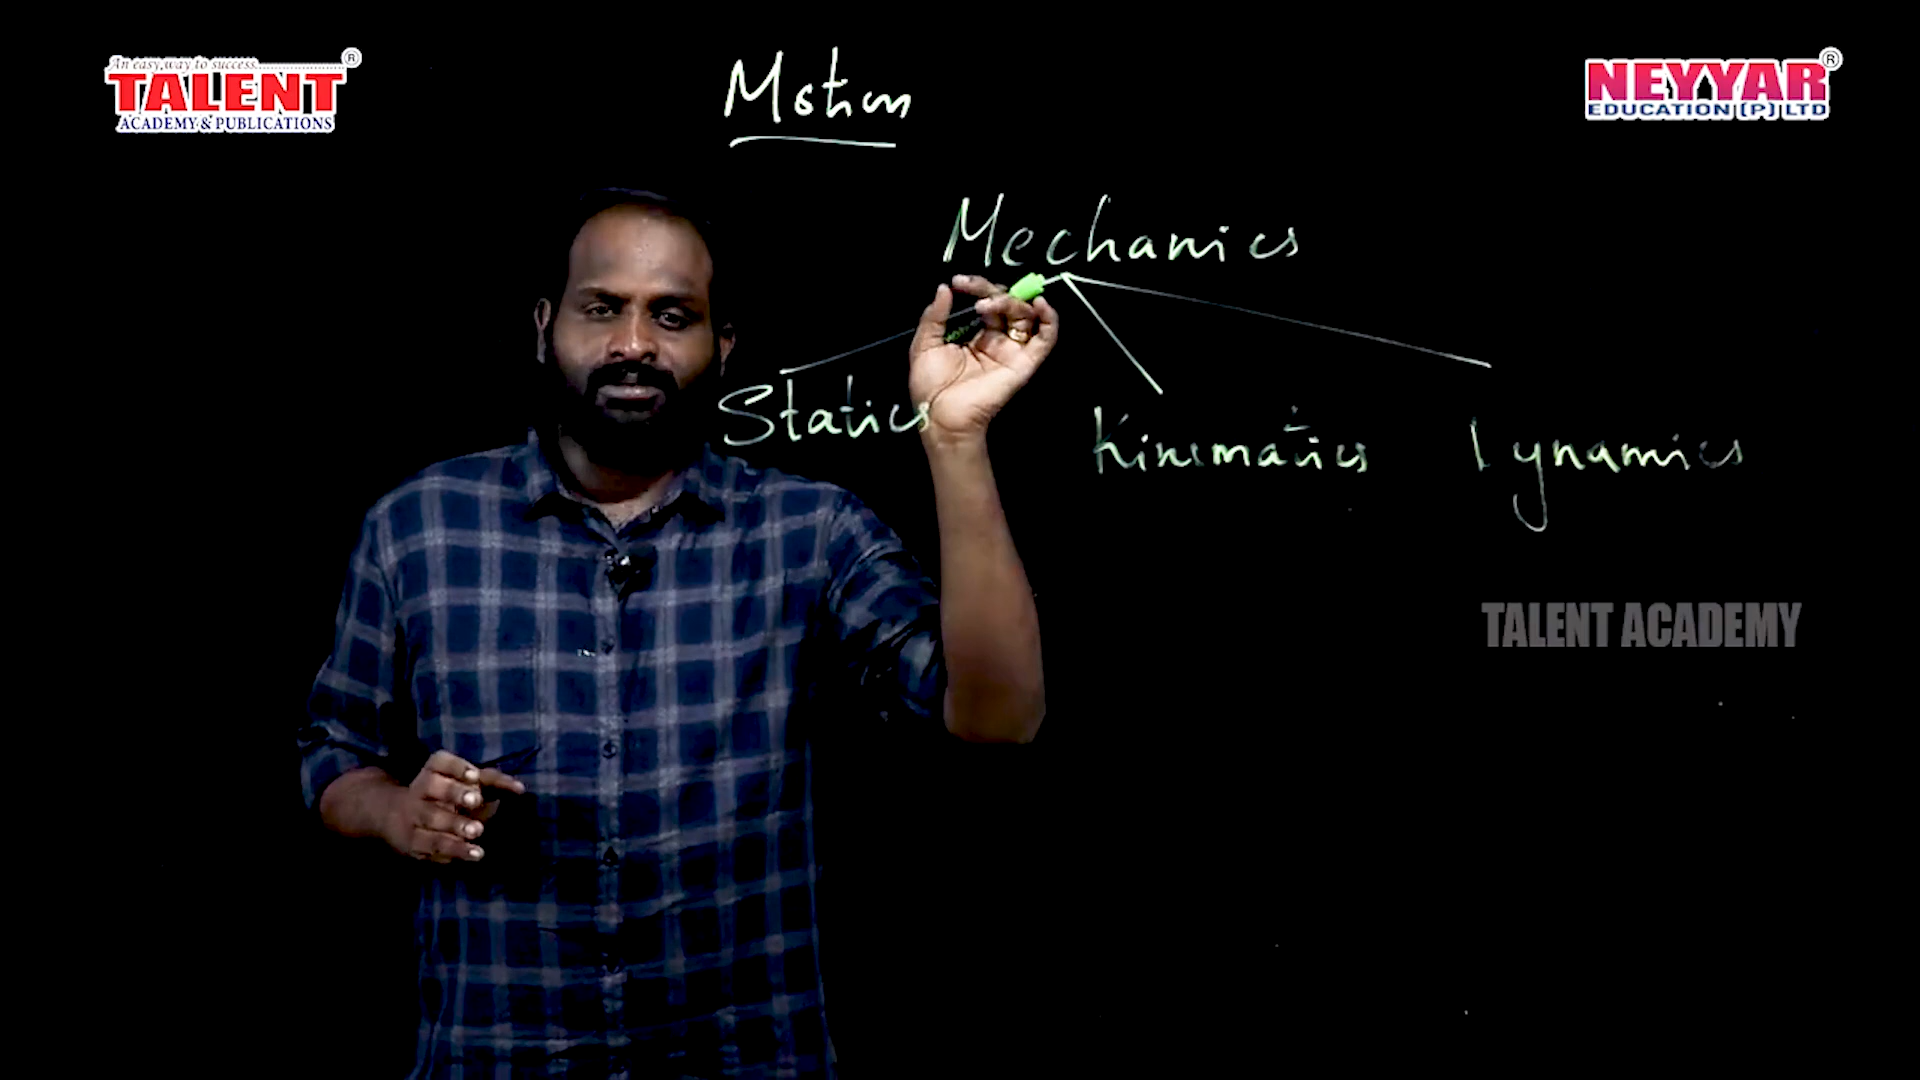 An easy way to success....................
TALENT ®
ACADEMY & PUBLICATIONS
NEYYAR ®
EDUCATION (P) LTD
Motion
Mechanics
Statics Kinematics Dynamics
TALENT ACADEMY